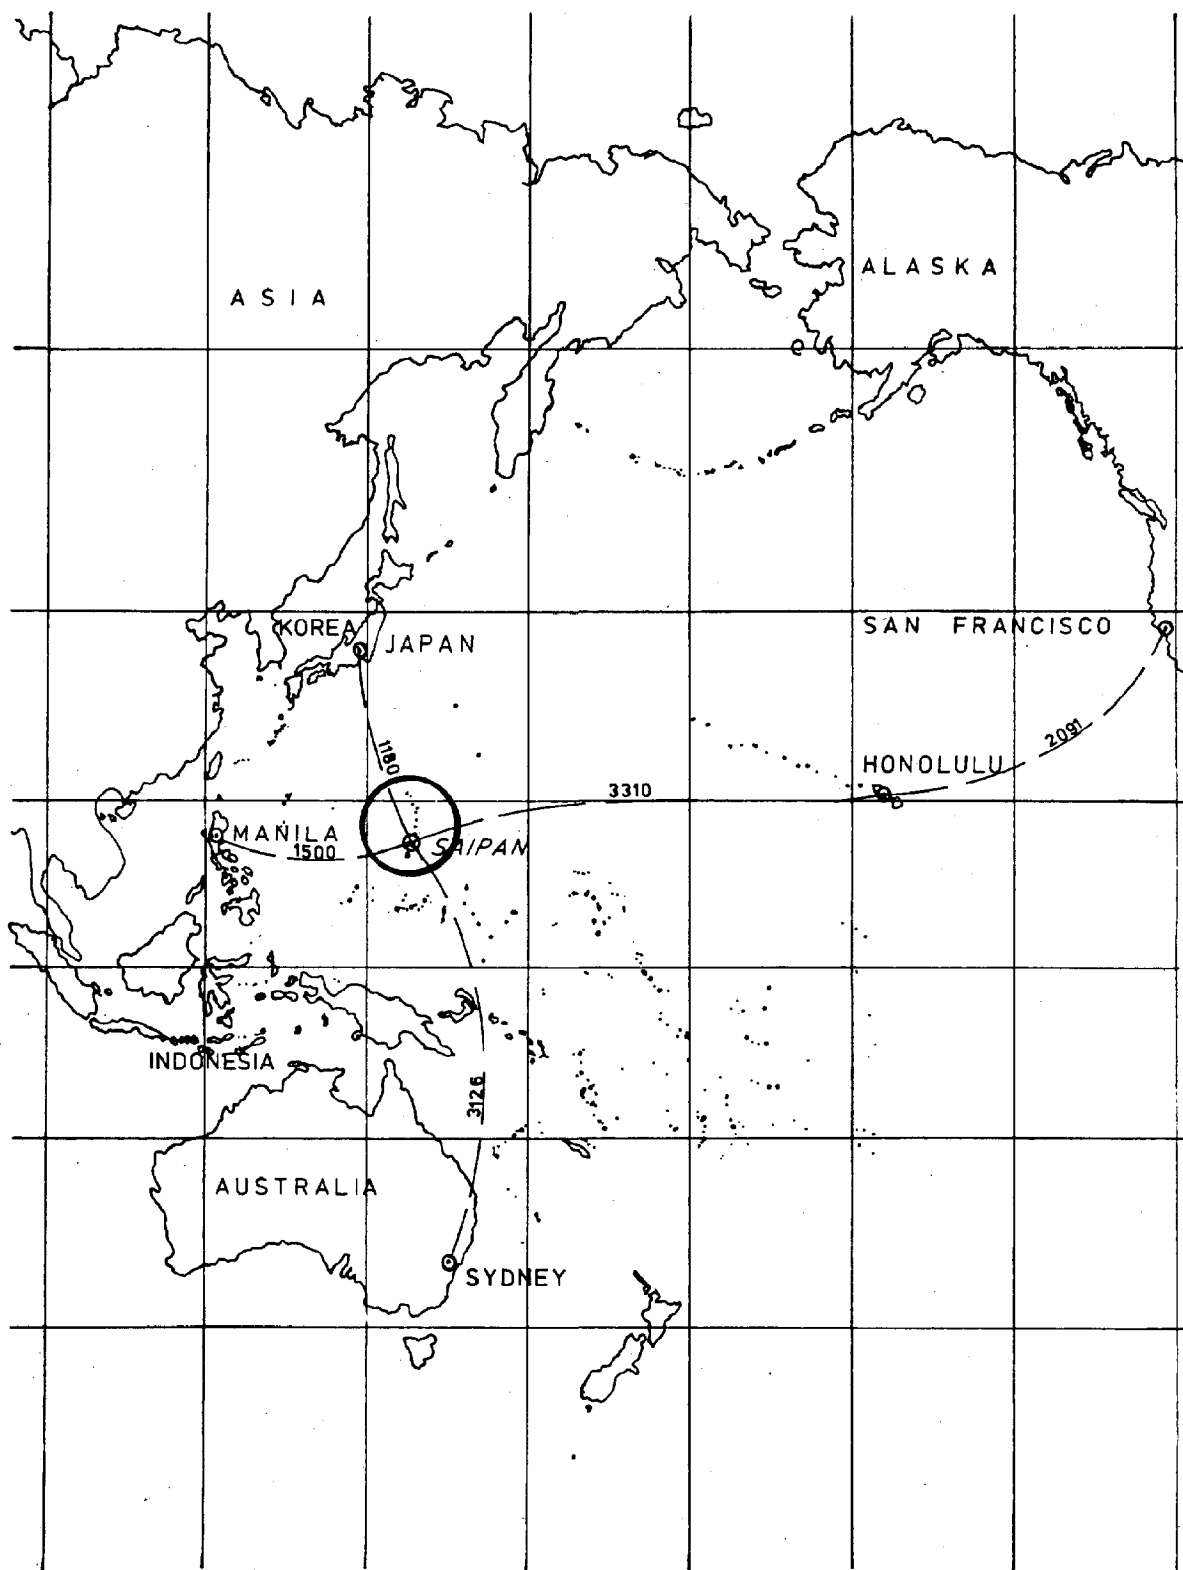 ALASKA
ASIA
KOREA
JAPAN
SAN FRANCISCO
2091
1180
HONOLULU
3310
MANILA
1500
SAIPAN
INDONESIA
3126
AUSTRALIA
SYDNEY